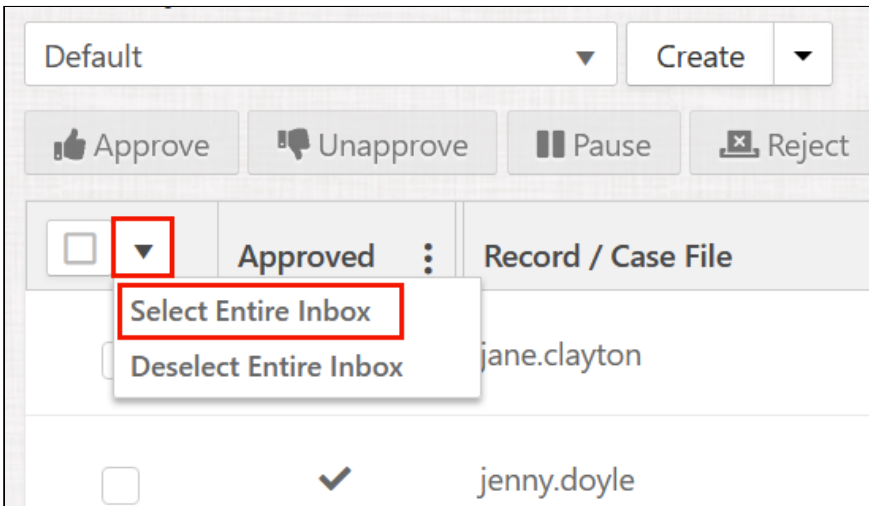 Default
Create
Approve
Unapprove
Pause
Reject
Approved
Record / Case File
Select Entire Inbox
Deselect Entire Inbox
jane.clayton
jenny.doyle